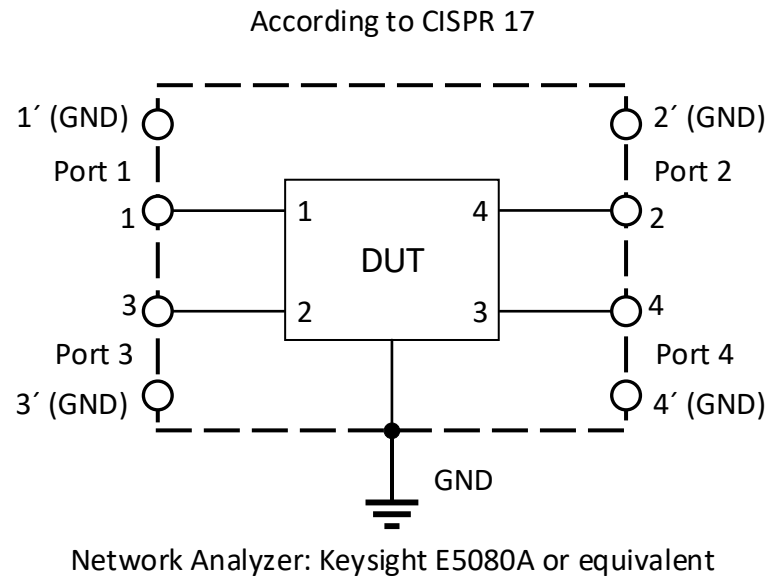 According to CISPR 17
1´ (GND)
2´ (GND)
Port 1
Port 2
1
1
4
2
DUT
3
2
3
4
Port 3
Port 4
3´ (GND)
4´ (GND)
GND
Network Analyzer: Keysight E5080A or equivalent